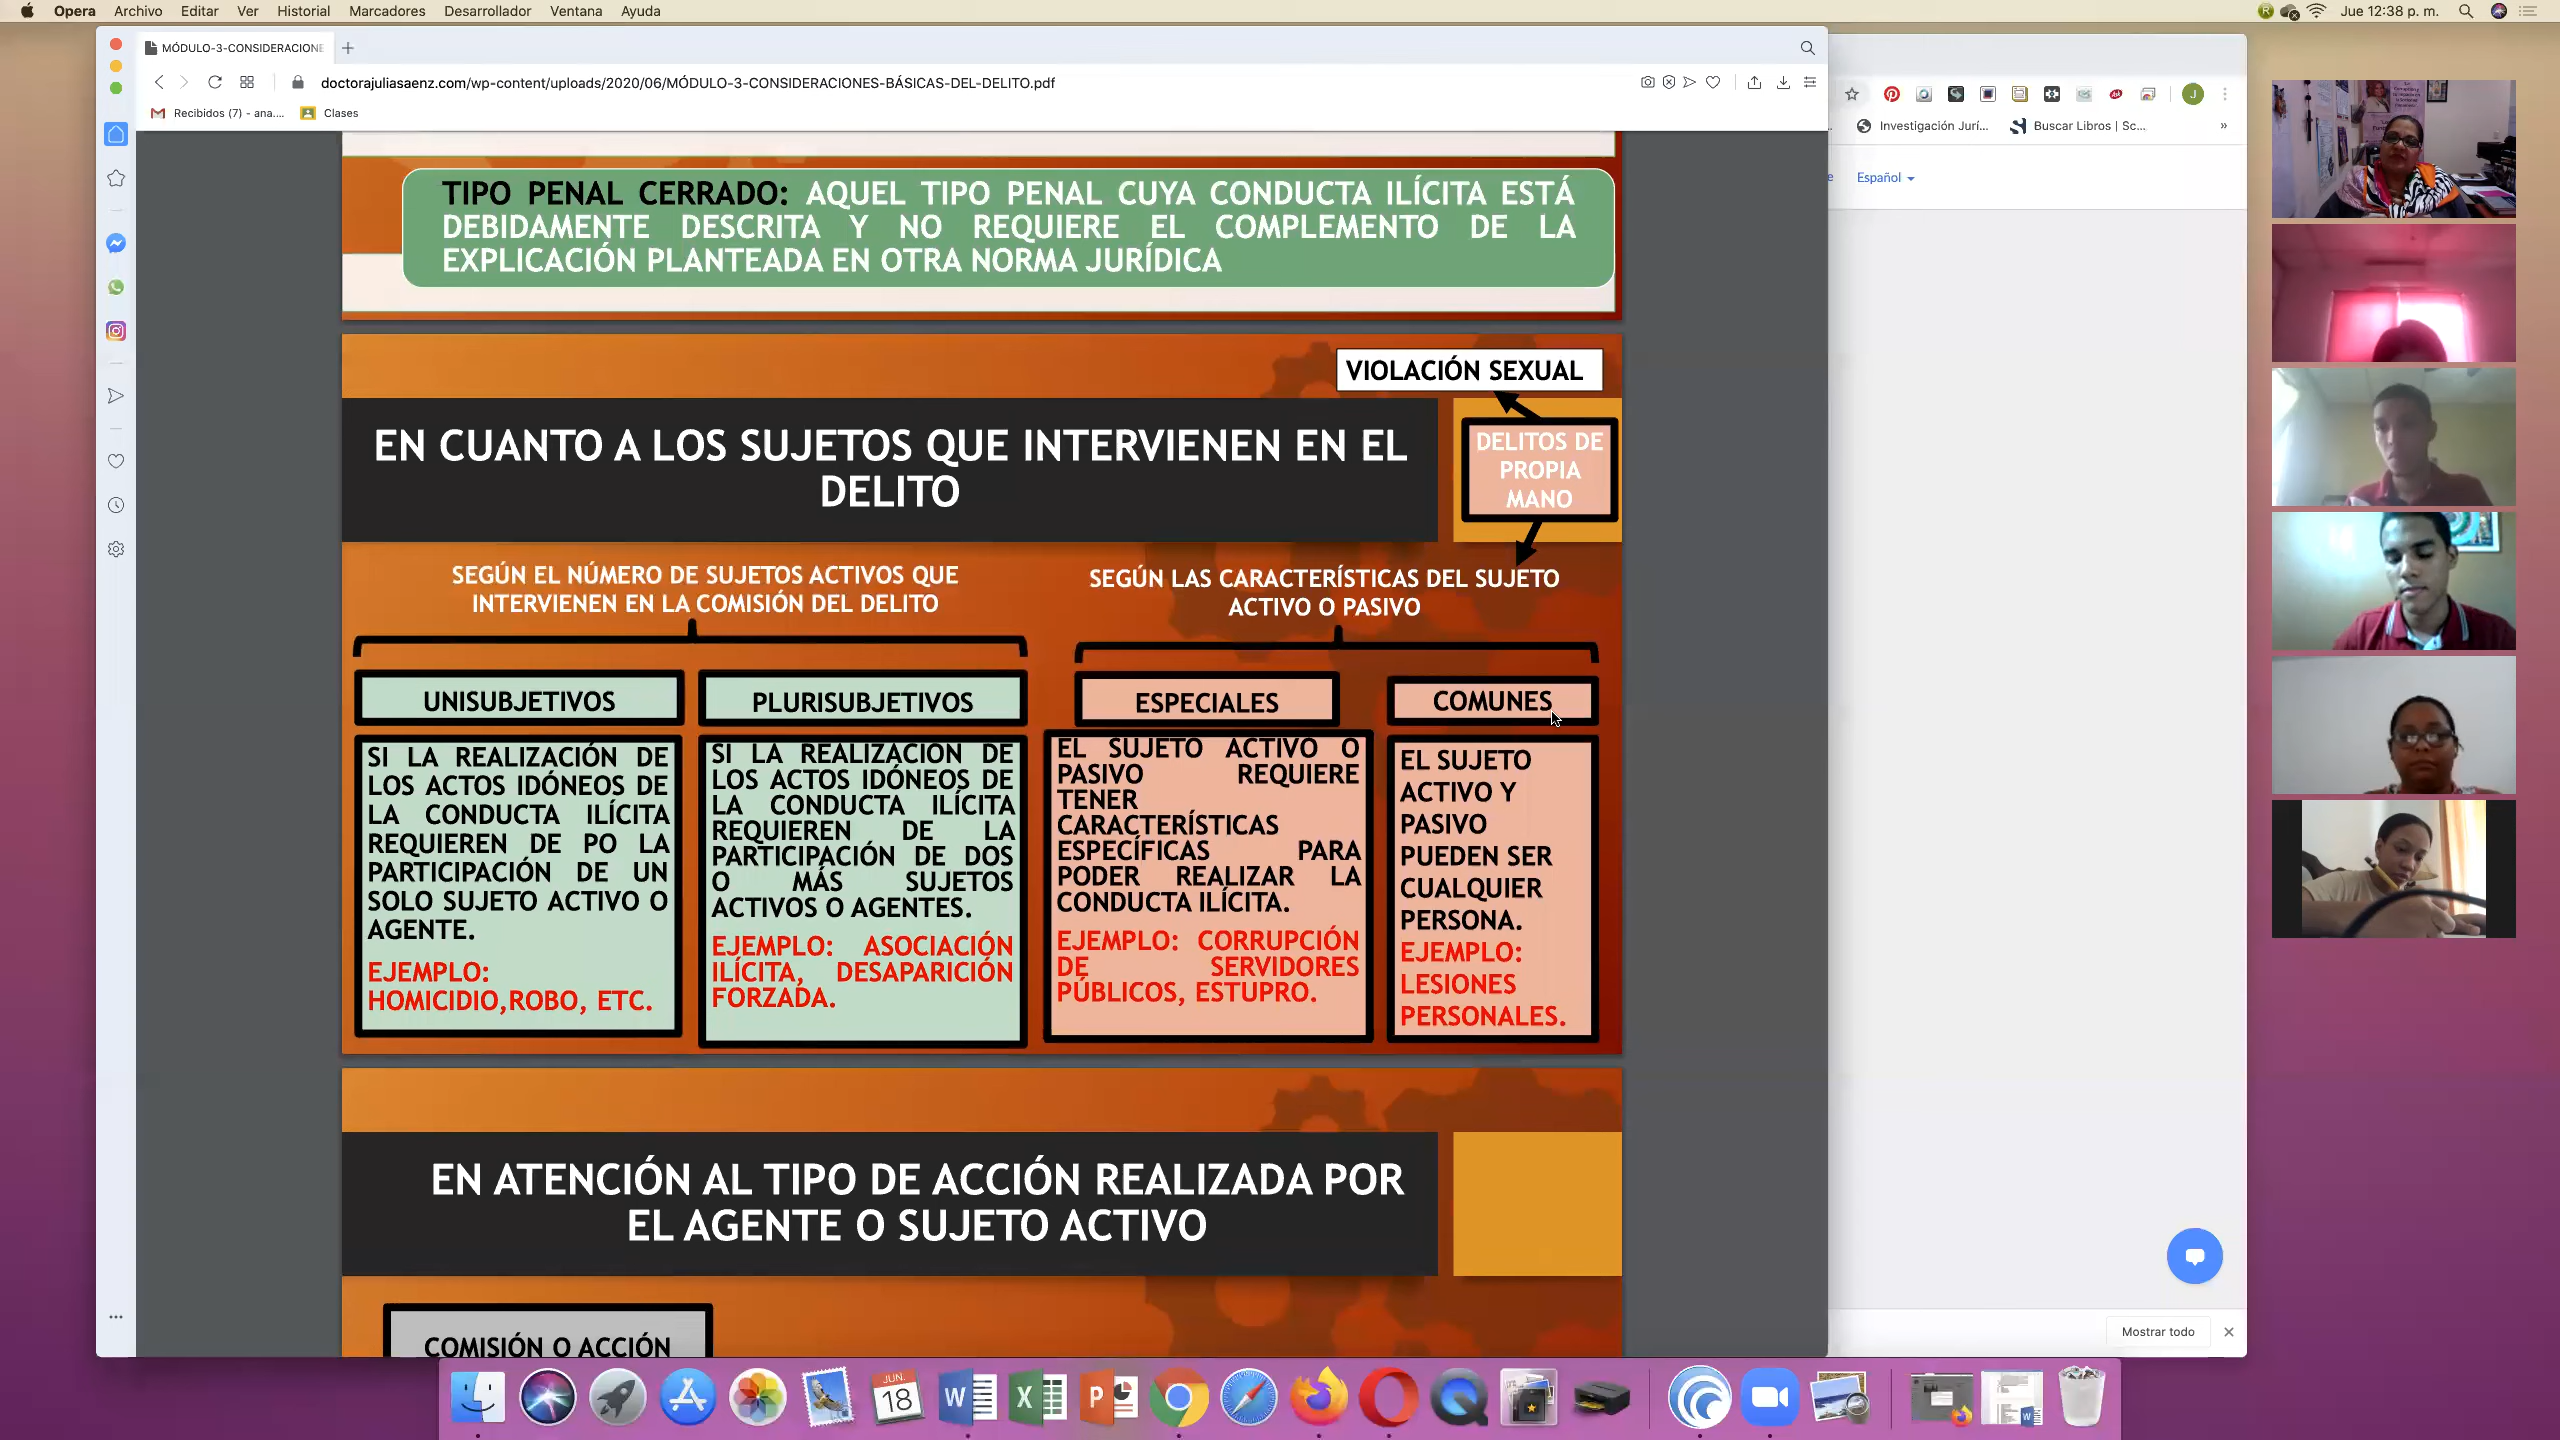 Opera Archivo Editar Ver Historial Marcadores Desarrollador Ventana Ayuda
Jue 12:38 p. m.
MÓDULO-3-CONSIDERACIONE
doctorajuliasaenz.com/wp-content/uploads/2020/06/MÓDULO-3-CONSIDERACIONES-BÁSICAS-DEL-DELITO.pdf
Recibidos (7) - ana....
Clases
J
Investigación Jurí...
Buscar Libros | Sc...
»
Español
TIPO PENAL CERRADO: AQUEL TIPO PENAL CUYA CONDUCTA ILÍCITA ESTÁ
DEBIDAMENTE DESCRITA Y NO REQUIERE EL COMPLEMENTO DE LA
EXPLICACIÓN PLANTEADA EN OTRA NORMA JURÍDICA
VIOLACIÓN SEXUAL
EN CUANTO A LOS SUJETOS QUE INTERVIENEN EN EL
DELITO
DELITOS DE
PROPIA
MANO
SEGÚN EL NÚMERO DE SUJETOS ACTIVOS QUE
INTERVIENEN EN LA COMISIÓN DEL DELITO
SEGÚN LAS CARACTERÍSTICAS DEL SUJETO
ACTIVO O PASIVO
UNISUBJETIVOS
SI LA REALIZACIÓN DE
LOS ACTOS IDÓNEOS DE
LA CONDUCTA ILÍCITA
REQUIEREN DE PO LA
PARTICIPACIÓN DE UN
SOLO SUJETO ACTIVO O
AGENTE.
EJEMPLO:
HOMICIDIO,ROBO, ETC.
PLURISUBJETIVOS
SI LA REALIZACIÓN DE
LOS ACTOS IDÓNEOS DE
LA CONDUCTA ILÍCITA
REQUIEREN DE LA
PARTICIPACIÓN DE DOS
O MÁS SUJETOS
ACTIVOS O AGENTES.
EJEMPLO: ASOCIACIÓN
ILÍCITA, DESAPARICIÓN
FORZADA.
ESPECIALES
EL SUJETO ACTIVO O
PASIVO REQUIERE
TENER
CARACTERÍSTICAS
ESPECÍFICAS PARA
PODER REALIZAR LA
CONDUCTA ILÍCITA.
EJEMPLO: CORRUPCIÓN
DE SERVIDORES
PÚBLICOS, ESTUPRO.
COMUNES
EL SUJETO
ACTIVO Y
PASIVO
PUEDEN SER
CUALQUIER
PERSONA.
EJEMPLO:
LESIONES
PERSONALES.
EN ATENCIÓN AL TIPO DE ACCIÓN REALIZADA POR
EL AGENTE O SUJETO ACTIVO
COMISIÓN O ACCIÓN
Mostrar todo
JUN.
18